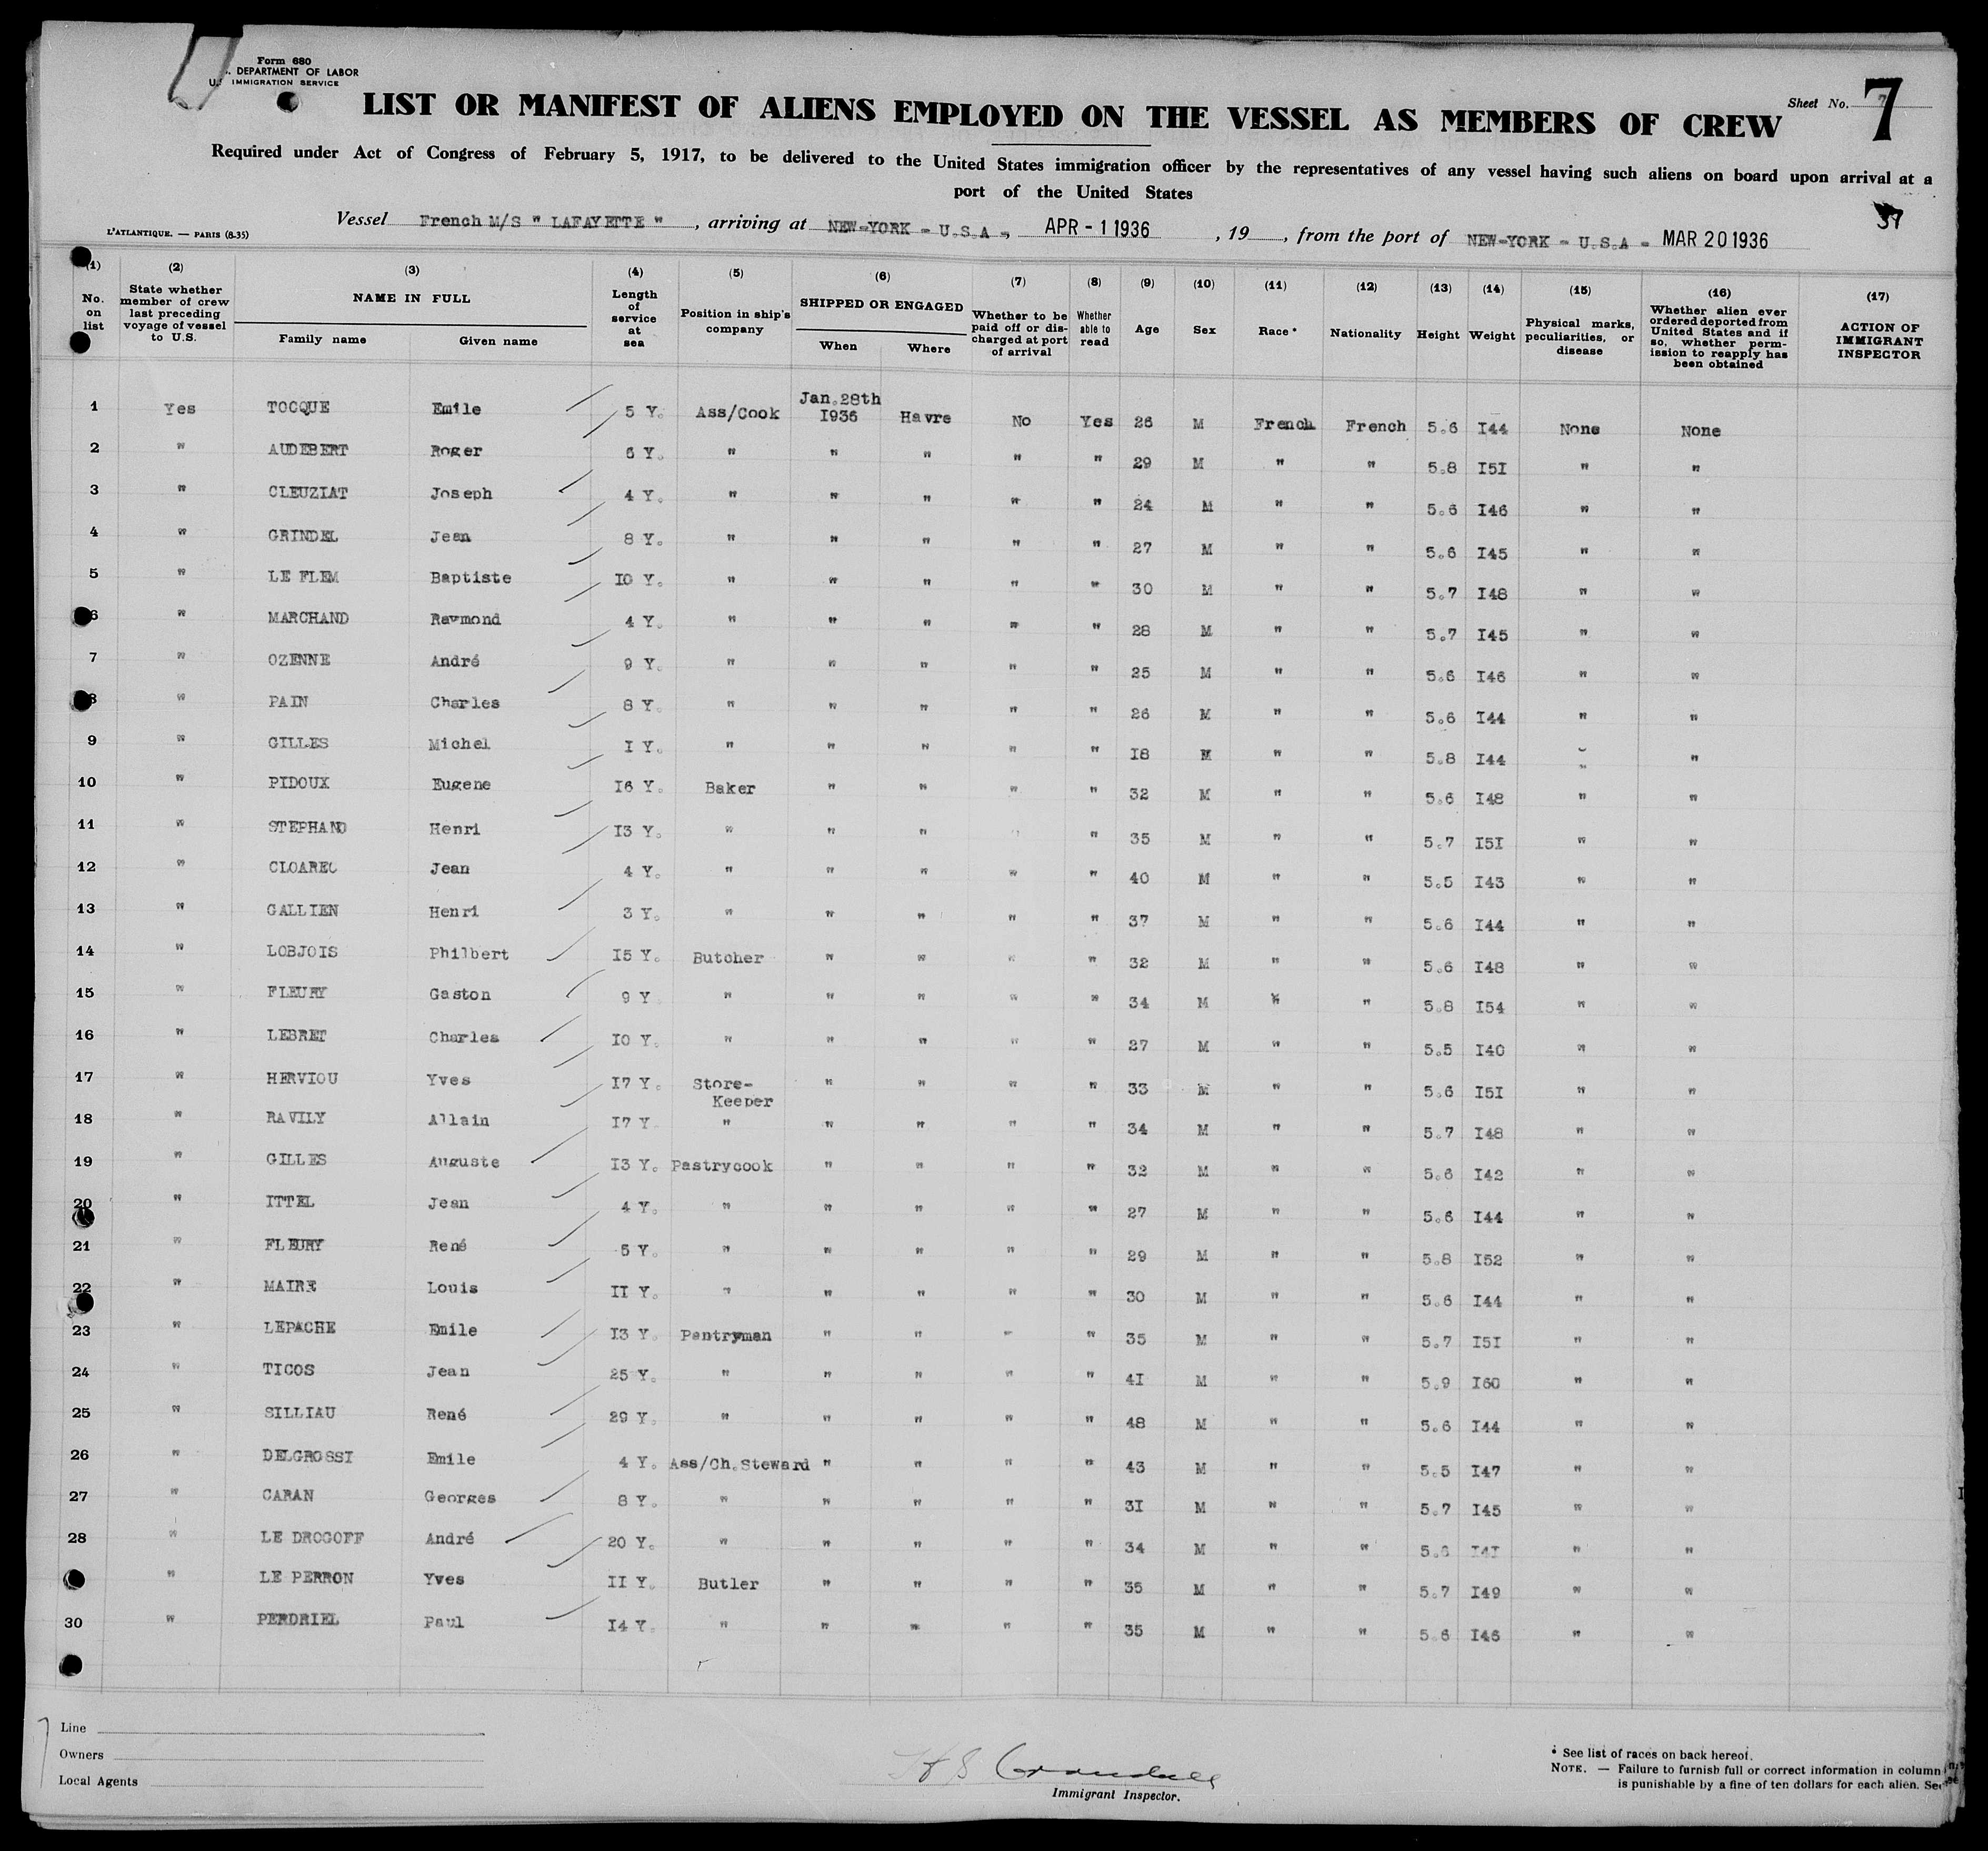 Form 680
DEPARTMENT OF LABOR
U.S. IMMIGRATION SERVICE
LIST OR MANIFEST OF ALIENS EMPLOYED ON THE VESSEL AS MEMBERS OF CREW
Sheet No. 7
Required under Act of Congress of February 5, 1917, to be delivered to the United States immigration officer by the representatives of any vessel having such aliens on board upon arrival at a
port of the United States
37
L'ATLANTIQUE. — PARIS (8-35)
Vessel French M/S " LAFAYETTE ", arriving at NEW-YORK - U.S.A -, APR - 1 1936, 19, from the port of NEW-YORK - U.S.A - MAR 20 1936
(1) No. on list
(2) State whether member of crew last preceding voyage of vessel to U.S.
(3) NAME IN FULL
Family name
Given name
(4) Length of service at sea
(5) Position in ship's company
(6) SHIPPED OR ENGAGED
When
Where
(7) Whether to be paid off or discharged at port of arrival
(8) Whether able to read
(9) Age
(10) Sex
(11) Race *
(12) Nationality
(13) Height
(14) Weight
(15) Physical marks, peculiarities, or disease
(16) Whether alien ever ordered deported from United States and if so, whether permission to reapply has been obtained
(17) ACTION OF IMMIGRANT INSPECTOR
1 Yes TOCQUE Emile 5 Y. Ass/Cook Jan.28th I936 Havre No Yes 26 M French French 5.6 I44 None None
2 " AUDEBERT Roger 6 Y. " " " " " 29 M " " 5.8 I5I " "
3 " CLEUZIAT Joseph 4 Y. " " " " " 24 M " " 5.6 I46 " "
4 " GRINDEL Jean 8 Y. " " " " " 27 M " " 5.6 I45 " "
5 " LE FLEM Baptiste I0 Y. " " " " " 30 M " " 5.7 I48 " "
6 " MARCHAND Raymond 4 Y. " " " " " 28 M " " 5.7 I45 " "
7 " OZENNE André 9 Y. " " " " " 25 M " " 5.6 I46 " "
8 " PAIN Charles 8 Y. " " " " " 26 M " " 5.6 I44 " "
9 " GILLES Michel I Y. " " " " " I8 M " " 5.8 I44 " "
10 " PIDOUX Eugene I6 Y. Baker " " " " 32 M " " 5.6 I48 " "
11 " STEPHANO Henri I3 Y. " " " " 35 M " " 5.7 I5I " "
12 " CLOAREC Jean 4 Y. " " " " " 40 M " " 5.5 I43 " "
13 " GALLIEN Henri 3 Y. " " " " " 37 M " " 5.6 I44 " "
14 " LOBJOIS Philbert I5 Y. Butcher " " " " 32 M " " 5.6 I48 " "
15 " FLEURY Gaston 9 Y " " " " " 34 M " " 5.8 I54 " "
16 " LEBRET Charles I0 Y. " " " " " 27 M " " 5.5 I40 " "
17 " HERVIOU Yves I7 Y. Store-Keeper " " " " 33 M " " 5.6 I5I " "
18 " RAVILY Allain I7 Y " " " " " 34 M " " 5.7 I48 " "
19 " GILLES Auguste I3 Y. Pastrycook " " " " 32 M " " 5.6 I42 " "
20 " ITTEL Jean 4 Y. " " " " " 27 M " " 5.6 I44 " "
21 " FLEURY René 5 Y. " " " " " 29 M " " 5.8 I52 " "
22 " MAIRE Louis II Y. " " " " " 30 M " " 5.6 I44 " "
23 " LEPACHE Emile I3 Y. Pantryman " " " " 35 M " " 5.7 I5I " "
24 " TICOS Jean 25 Y. " " " " " 4I M " " 5.9 I60 " "
25 " SILLIAU René 29 Y. " " " " " 48 M " " 5.6 I44 " "
26 " DELGROSSI Emile 4 Y. Ass/Ch.Steward " " " " 43 M " " 5.5 I47 " "
27 " CARAN Georges 8 Y. " " " " " 3I M " " 5.7 I45 " "
28 " LE DROGOFF André 20 Y. " " " " " 34 M " " 5.6 I4I " "
" LE PERRON Yves II Y. Butler " " " " 35 M " " 5.7 I49 " "
30 " PERDRIEL Paul I4 Y. " " " " " 35 M " " 5.6 I46 " "
Line
Owners
Local Agents
H S Crandall
Immigrant Inspector.
* See list of races on back hereof.
NOTE. — Failure to furnish full or correct information in column
is punishable by a fine of ten dollars for each alien. See